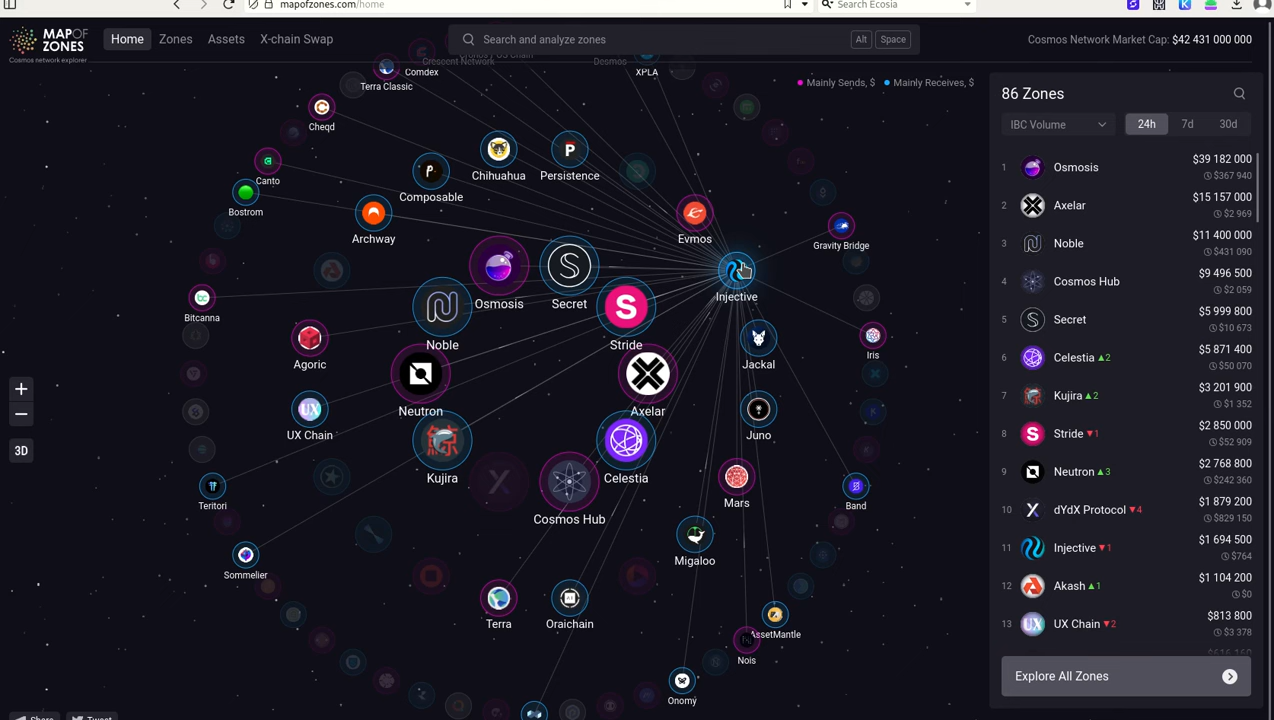 mapofzones.com/home
Search Ecosia
MAPOF
ZONES
Cosmos network explorer
Home
Zones
Assets
X-chain Swap
Search and analyze zones
Alt
Space
Cosmos Network Market Cap: $42 431 000 000
Mainly Sends, $
Mainly Receives, $
Crescent Network
Desmos
Comdex
XPLA
Terra Classic
Cheqd
Chihuahua
Persistence
Canto
Composable
Bostrom
Archway
Evmos
Gravity Bridge
Osmosis
Secret
Injective
Bitcanna
Noble
Stride
Iris
Agoric
Jackal
Neutron
Axelar
UX Chain
Juno
Kujira
Celestia
Mars
Teritori
Band
Cosmos Hub
Migaloo
Sommelier
Terra
Oraichain
AssetMantle
Nois
Onomy
3D
Share
Tweet
86 Zones
IBC Volume
24h
7d
30d
1 Osmosis $39 182 000
$367 940
2 Axelar $15 157 000
$2 969
3 Noble $11 400 000
$431 090
4 Cosmos Hub $9 496 500
$2 059
5 Secret $5 999 800
$10 673
6 Celestia ▲2 $5 871 400
$50 070
7 Kujira ▲2 $3 201 900
$1 352
8 Stride ▼1 $2 850 000
$52 909
9 Neutron ▲3 $2 768 800
$242 360
10 dYdX Protocol ▼4 $1 879 200
$829 150
11 Injective ▼1 $1 694 500
$764
12 Akash ▲1 $1 104 200
$0
13 UX Chain ▼2 $813 800
$3 378
Explore All Zones